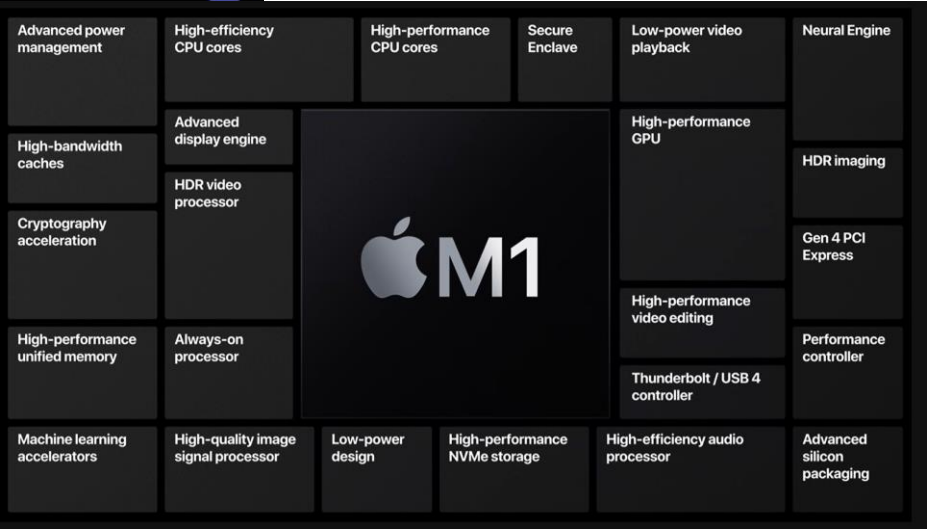 Advanced power
management
High-efficiency
CPU cores
High-performance
CPU cores
Secure
Enclave
Low-power video
playback
Neural Engine
High-bandwidth
caches
Advanced
display engine
High-performance
GPU
HDR imaging
HDR video
processor
Cryptography
acceleration
M1
Gen 4 PCI
Express
High-performance
video editing
High-performance
unified memory
Always-on
processor
Performance
controller
Thunderbolt / USB 4
controller
Machine learning
accelerators
High-quality image
signal processor
Low-power
design
High-performance
NVMe storage
High-efficiency audio
processor
Advanced
silicon
packaging